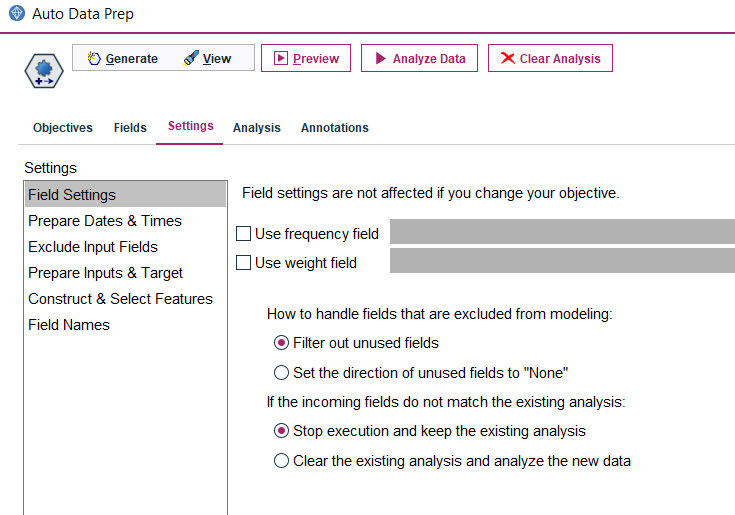 Auto Data Prep
Generate View Preview Analyze Data Clear Analysis
Objectives Fields Settings Analysis Annotations
Settings
Field Settings
Prepare Dates & Times
Exclude Input Fields
Prepare Inputs & Target
Construct & Select Features
Field Names
Field settings are not affected if you change your objective.
Use frequency field
Use weight field
How to handle fields that are excluded from modeling:
Filter out unused fields
Set the direction of unused fields to "None"
If the incoming fields do not match the existing analysis:
Stop execution and keep the existing analysis
Clear the existing analysis and analyze the new data